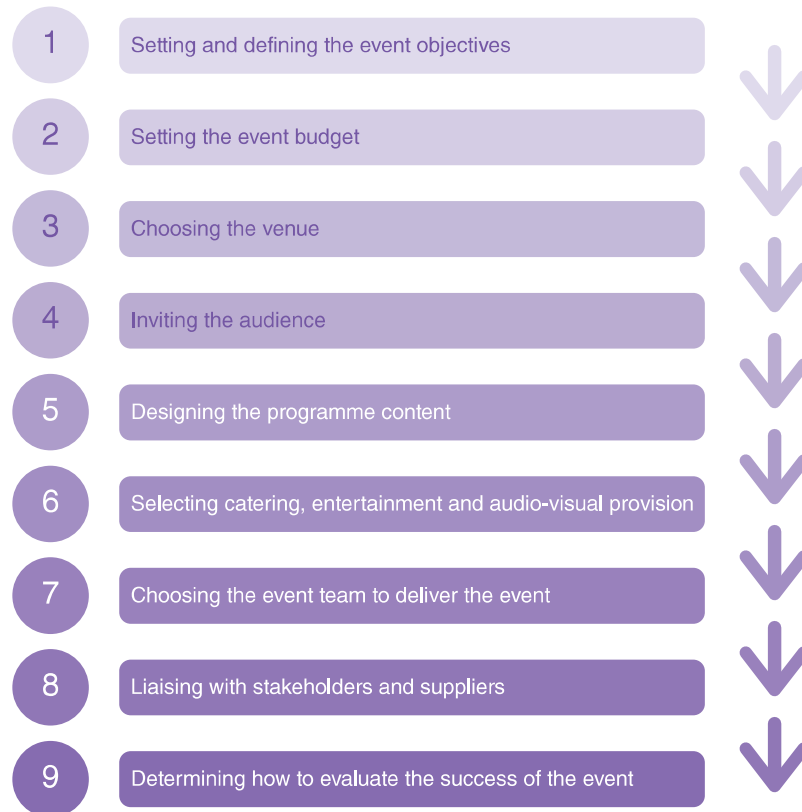 1 Setting and defining the event objectives
2 Setting the event budget
3 Choosing the venue
4 Inviting the audience
5 Designing the programme content
6 Selecting catering, entertainment and audio-visual provision
7 Choosing the event team to deliver the event
8 Liaising with stakeholders and suppliers
9 Determining how to evaluate the success of the event